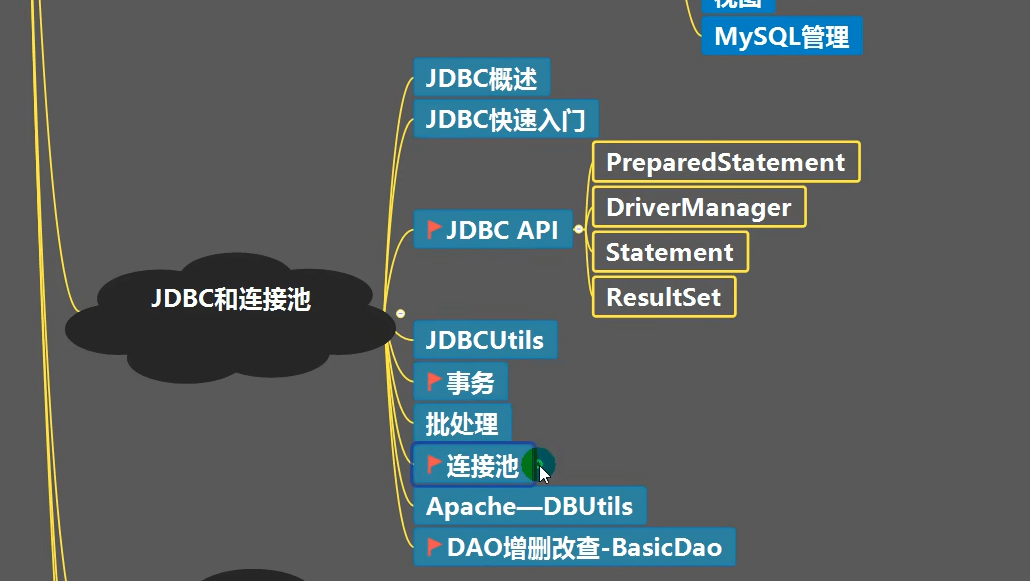 视图
MySQL管理
JDBC概述
JDBC快速入门
PreparedStatement
DriverManager
JDBC API
Statement
ResultSet
JDBC和连接池
JDBCUtils
事务
批处理
连接池
Apache—DBUtils
DAO增删改查-BasicDao